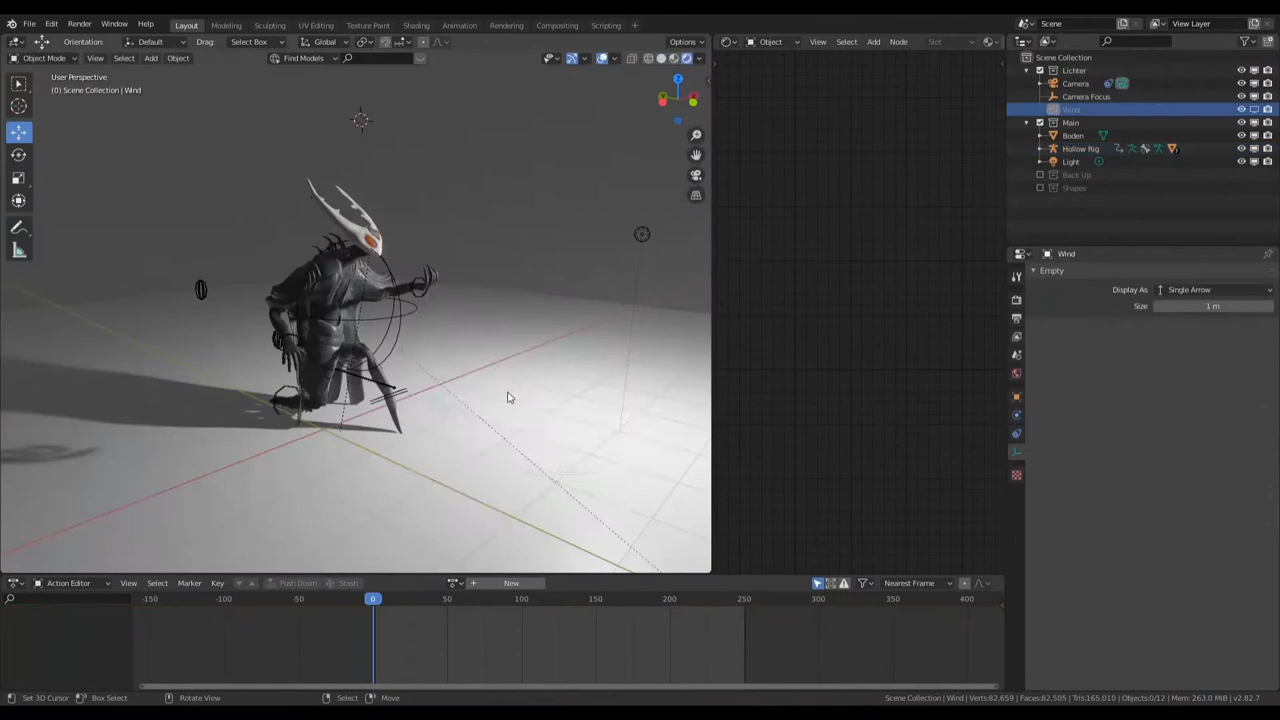 File Edit Render Window Help Layout Modeling Sculpting UV Editing Texture Paint Shading Animation Rendering Compositing Scripting + Scene View Layer
Orientation: Default Drag: Select Box Global Options
Object View Select Add Node Slot
Object Mode View Select Add Object Find Models
User Perspective
(0) Scene Collection | Wind
Scene Collection
Lichter
Camera
Camera Focus
Wind
Main
Boden
Hollow Rig
Light
Back Up
Shapes
Wind
Empty
Display As Single Arrow
Size 1 m
Action Editor View Select Marker Key Push Down Stash + New Nearest Frame
-150 -100 -50 0 50 100 150 200 250 300 350 400
Set 3D Cursor Box Select Rotate View Select Move Scene Collection | Wind | Verts:82,659 | Faces:82,505 | Tris:165,010 | Objects:0/12 | Mem: 263.0 MiB | v2.82.7